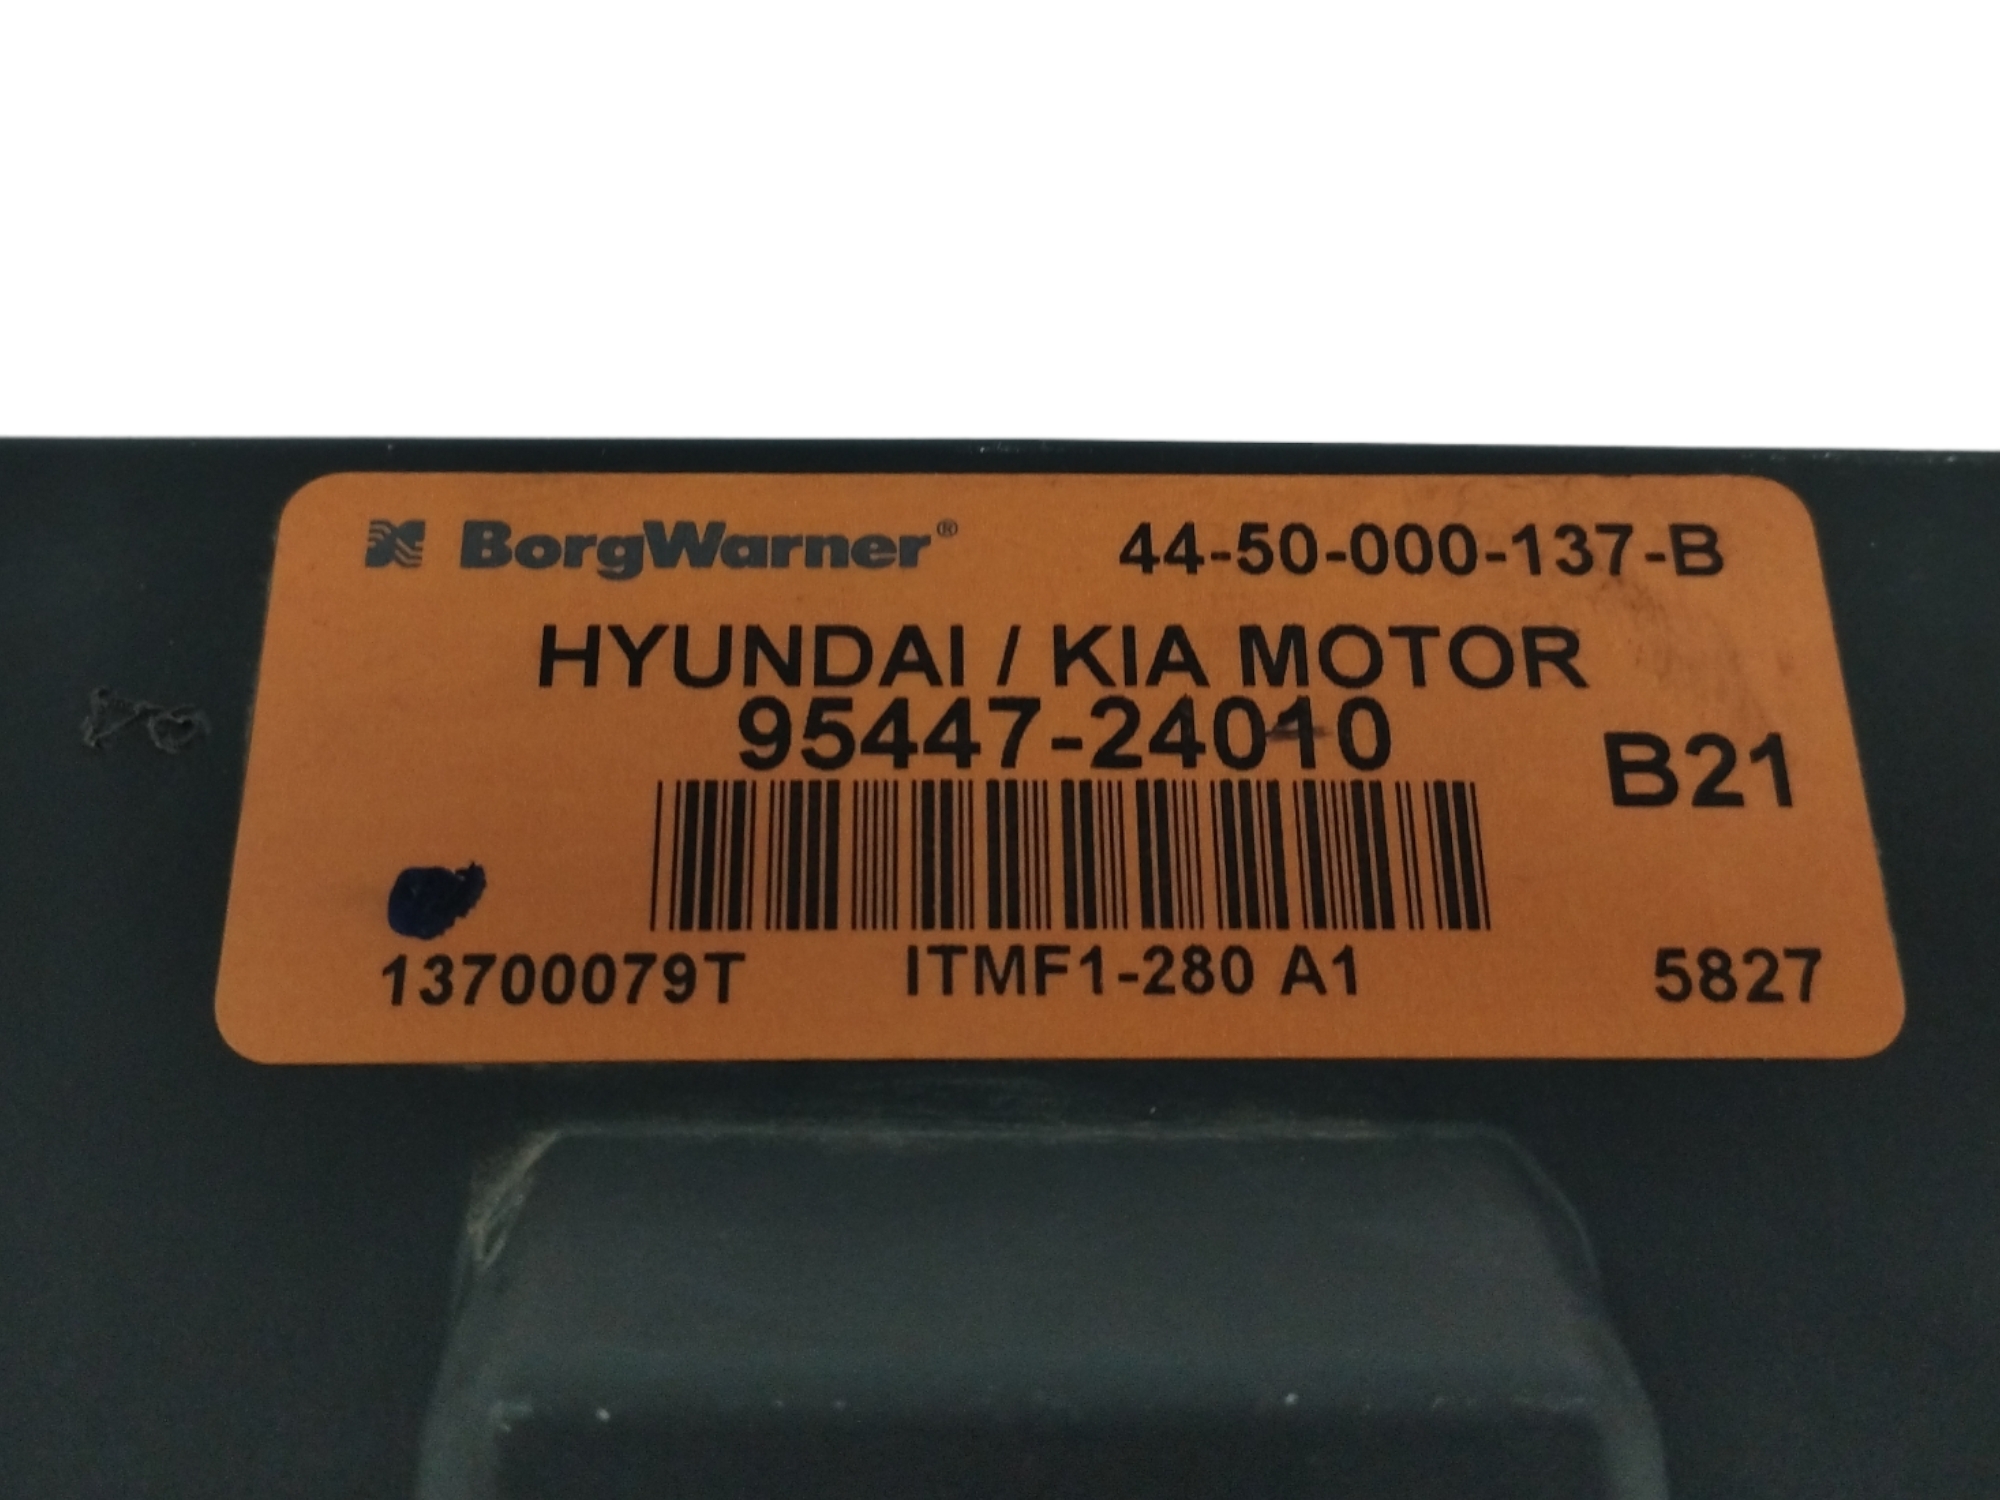 BorgWarner® 44-50-000-137-B
HYUNDAI / KIA MOTOR
95447-24010
B21
13700079T ITMF1-280 A1 5827